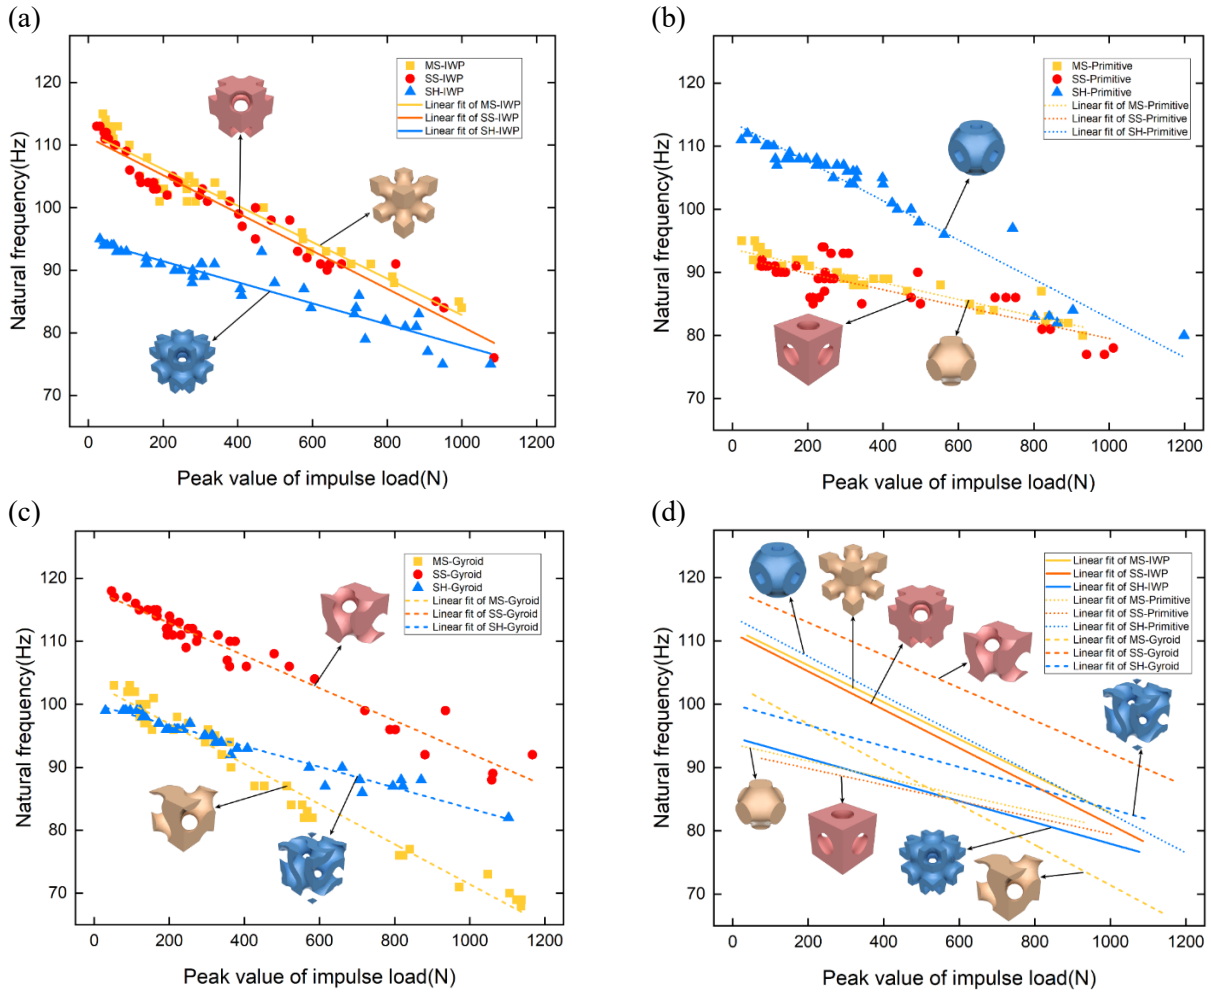 (a)
MS-IWP
SS-IWP
SH-IWP
Linear fit of MS-IWP
Linear fit of SS-IWP
Linear fit of SH-IWP
120
110
100
90
80
70
Natural frequency(Hz)
0 200 400 600 800 1000 1200
Peak value of impulse load(N)
(b)
MS-Primitive
SS-Primitive
SH-Primitive
Linear fit of MS-Primitive
Linear fit of SS-Primitive
Linear fit of SH-Primitive
120
110
100
90
80
70
Natural frequency(Hz)
0 200 400 600 800 1000 1200
Peak value of impulse load(N)
(c)
MS-Gyroid
SS-Gyroid
SH-Gyroid
Linear fit of MS-Gyroid
Linear fit of SS-Gyroid
Linear fit of SH-Gyroid
120
110
100
90
80
70
Natural frequency(Hz)
0 200 400 600 800 1000 1200
Peak value of impulse load(N)
(d)
Linear fit of MS-IWP
Linear fit of SS-IWP
Linear fit of SH-IWP
Linear fit of MS-Primitive
Linear fit of SS-Primitive
Linear fit of SH-Primitive
Linear fit of MS-Gyroid
Linear fit of SS-Gyroid
Linear fit of SH-Gyroid
120
110
100
90
80
70
Natural frequency(Hz)
0 200 400 600 800 1000 1200
Peak value of impulse load(N)